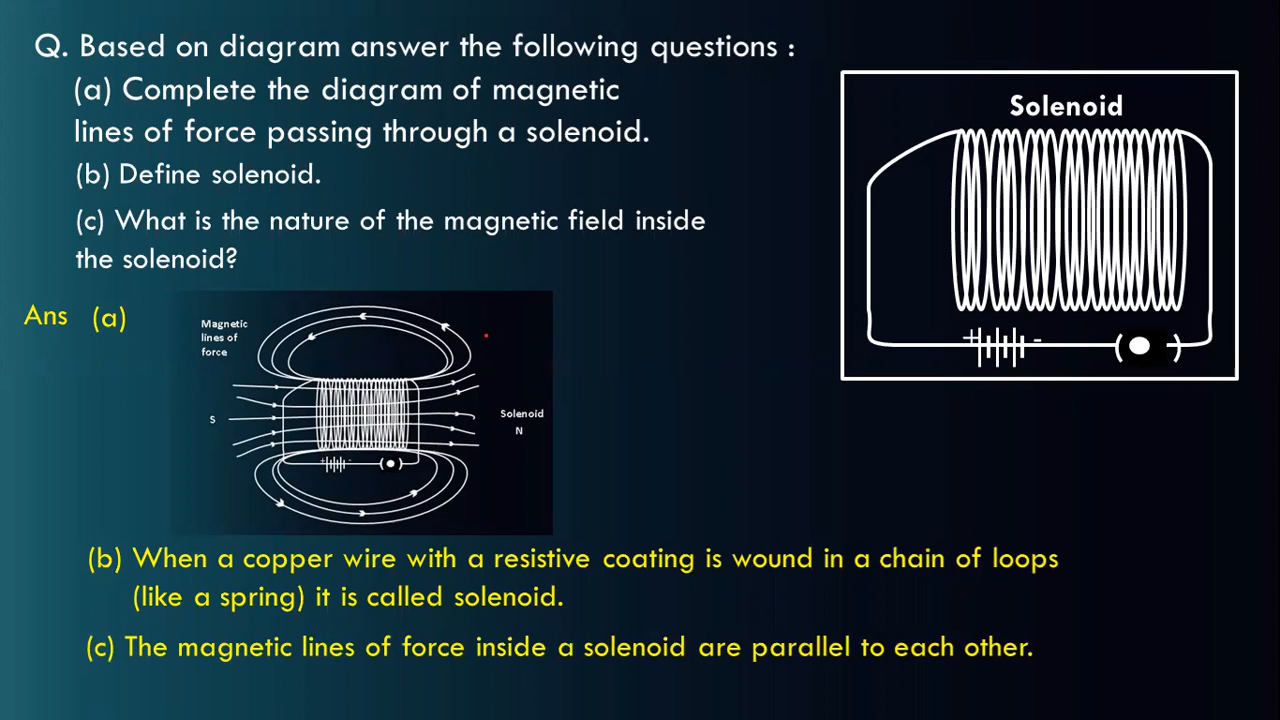 Q. Based on diagram answer the following questions :
(a) Complete the diagram of magnetic
lines of force passing through a solenoid.
(b) Define solenoid.
(c) What is the nature of the magnetic field inside
the solenoid?
Solenoid
+ -
( )
Ans (a)
Magnetic
lines of
force
S
Solenoid
N
+ -
( )
(b) When a copper wire with a resistive coating is wound in a chain of loops
(like a spring) it is called solenoid.
(c) The magnetic lines of force inside a solenoid are parallel to each other.